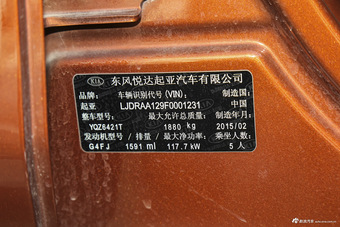 KIA 东风悦达起亚汽车有限公司
品牌: 车辆识别代号(VIN): 制造国:
起亚 LJDRAA129F0001231 中国
整车型号: 最大允许总质量: 制造年月:
YQZ6421T 1880 kg 2015/02
发动机型号/排量/最大净功率: 乘坐人数:
G4FJ 1591 ml 117.7 kW 5 人